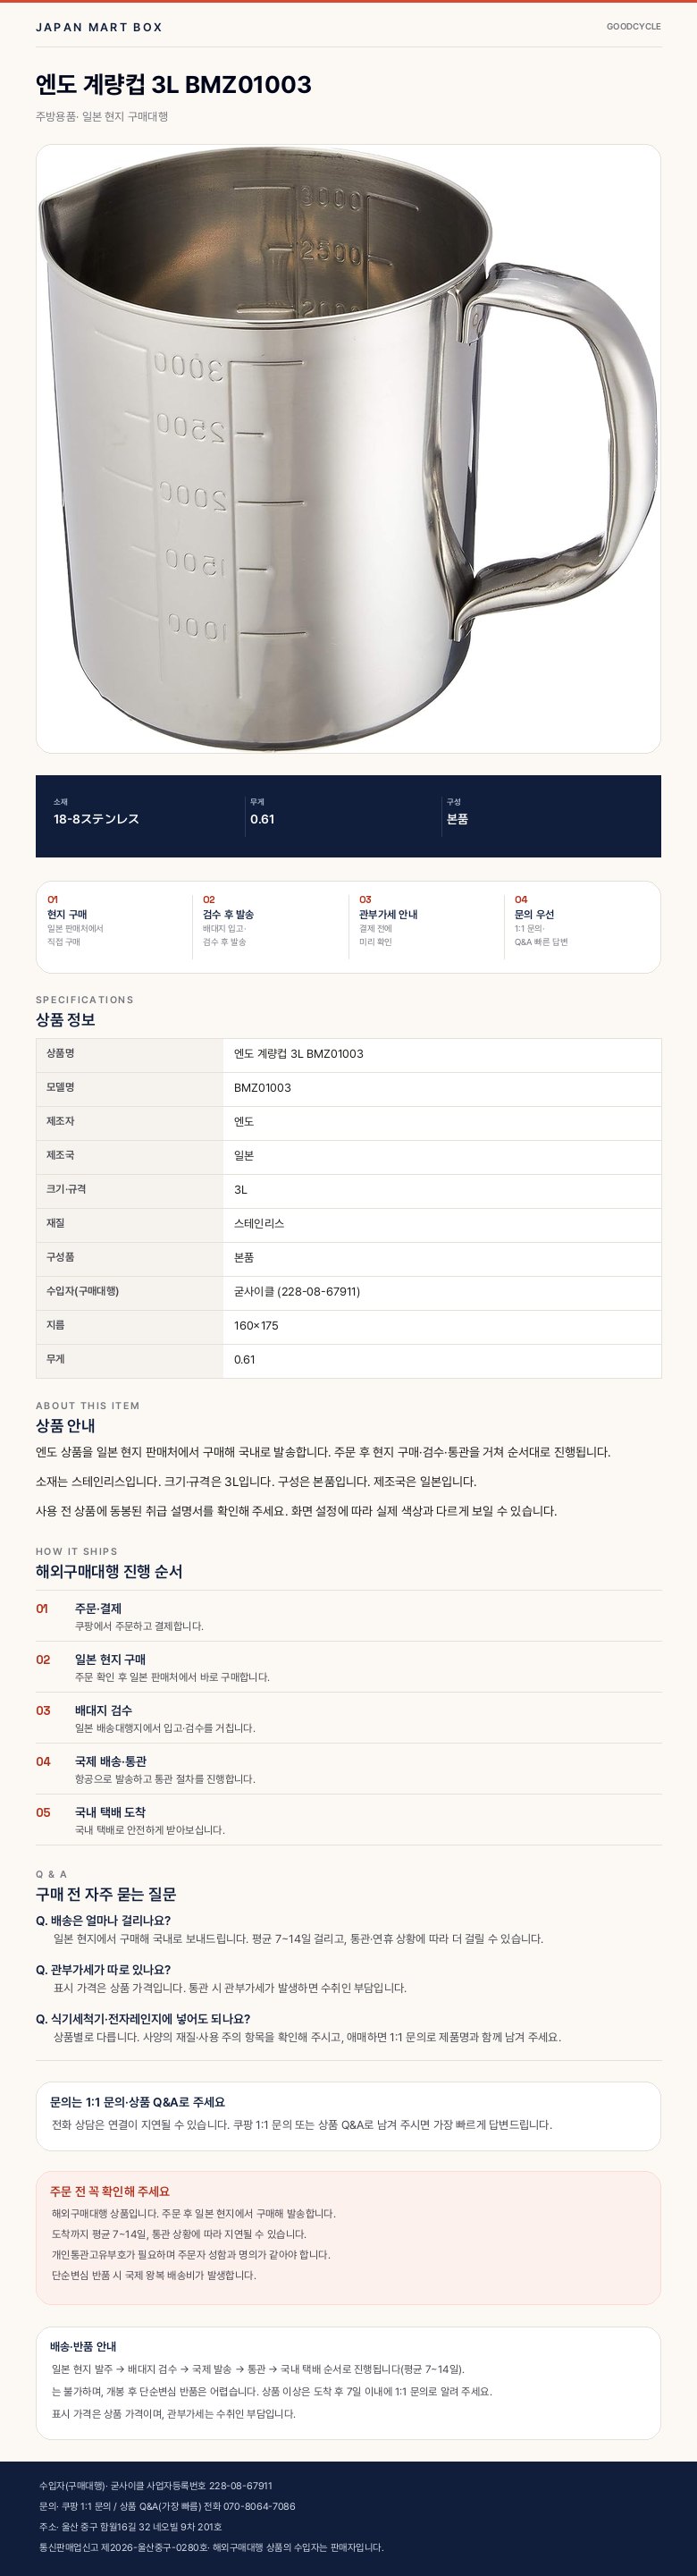 JAPAN MART BOX
GOODCYCLE
엔도 계량컵 3L BMZ01003
주방용품· 일본 현지 구매대행
3000
2500
200
3000
2500
2000
1500
1000
소재
18-8ステンレス
무게
0.61
구성
본품
01
현지 구매
일본 판매처에서
직접 구매
02
검수 후 발송
배대지 입고·
검수 후 발송
03
관부가세 안내
결제 전에
미리 확인
04
문의 우선
1:1 문의·
Q&A 빠른 답변
SPECIFICATIONS
상품 정보
상품명 엔도 계량컵 3L BMZ01003
모델명 BMZ01003
제조자 엔도
제조국 일본
크기·규격 3L
재질 스테인리스
구성품 본품
수입자(구매대행) 굳사이클 (228-08-67911)
지름 160×175
무게 0.61
ABOUT THIS ITEM
상품 안내
엔도 상품을 일본 현지 판매처에서 구매해 국내로 발송합니다. 주문 후 현지 구매·검수·통관을 거쳐 순서대로 진행됩니다.
소재는 스테인리스입니다. 크기·규격은 3L입니다. 구성은 본품입니다. 제조국은 일본입니다.
사용 전 상품에 동봉된 취급 설명서를 확인해 주세요. 화면 설정에 따라 실제 색상과 다르게 보일 수 있습니다.
HOW IT SHIPS
해외구매대행 진행 순서
01 주문·결제
쿠팡에서 주문하고 결제합니다.
02 일본 현지 구매
주문 확인 후 일본 판매처에서 바로 구매합니다.
03 배대지 검수
일본 배송대행지에서 입고·검수를 거칩니다.
04 국제 배송·통관
항공으로 발송하고 통관 절차를 진행합니다.
05 국내 택배 도착
국내 택배로 안전하게 받아보십니다.
Q & A
구매 전 자주 묻는 질문
Q. 배송은 얼마나 걸리나요?
일본 현지에서 구매해 국내로 보내드립니다. 평균 7~14일 걸리고, 통관·연휴 상황에 따라 더 걸릴 수 있습니다.
Q. 관부가세가 따로 있나요?
표시 가격은 상품 가격입니다. 통관 시 관부가세가 발생하면 수취인 부담입니다.
Q. 식기세척기·전자레인지에 넣어도 되나요?
상품별로 다릅니다. 사양의 재질·사용 주의 항목을 확인해 주시고, 애매하면 1:1 문의로 제품명과 함께 남겨 주세요.
문의는 1:1 문의·상품 Q&A로 주세요
전화 상담은 연결이 지연될 수 있습니다. 쿠팡 1:1 문의 또는 상품 Q&A로 남겨 주시면 가장 빠르게 답변드립니다.
주문 전 꼭 확인해 주세요
해외구매대행 상품입니다. 주문 후 일본 현지에서 구매해 발송합니다.
도착까지 평균 7~14일, 통관 상황에 따라 지연될 수 있습니다.
개인통관고유부호가 필요하며 주문자 성함과 명의가 같아야 합니다.
단순변심 반품 시 국제 왕복 배송비가 발생합니다.
배송·반품 안내
일본 현지 발주 → 배대지 검수 → 국제 발송 → 통관 → 국내 택배 순서로 진행됩니다(평균 7~14일).
는 불가하며, 개봉 후 단순변심 반품은 어렵습니다. 상품 이상은 도착 후 7일 이내에 1:1 문의로 알려 주세요.
표시 가격은 상품 가격이며, 관부가세는 수취인 부담입니다.
수입자(구매대행)· 굳사이클 사업자등록번호 228-08-67911
문의· 쿠팡 1:1 문의 / 상품 Q&A(가장 빠름) 전화 070-8064-7086
주소· 울산 중구 함월16길 32 네오빌 9차 201호
통신판매업신고 제2026-울산중구-0280호· 해외구매대행 상품의 수입자는 판매자입니다.